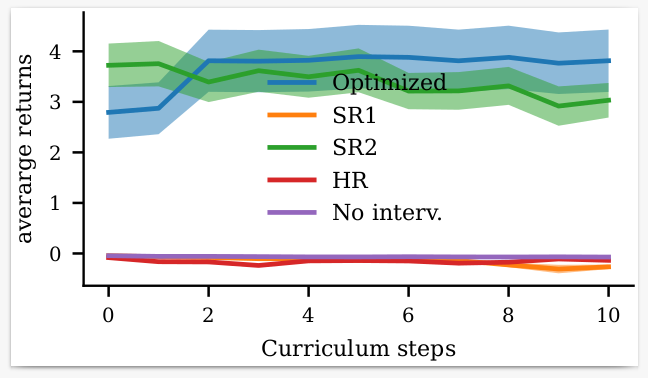 averarge returns
4
3
2
1
0
Optimized
SR1
SR2
HR
No interv.
0 2 4 6 8 10
Curriculum steps